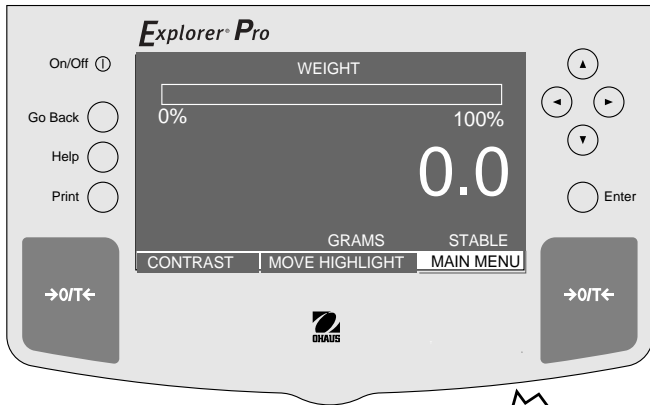 Explorer® Pro
On/Off
WEIGHT
0% 100%
Go Back
Help
Print
0.0
Enter
GRAMS STABLE
CONTRAST MOVE HIGHLIGHT MAIN MENU
→0/T← →0/T←
OHAUS